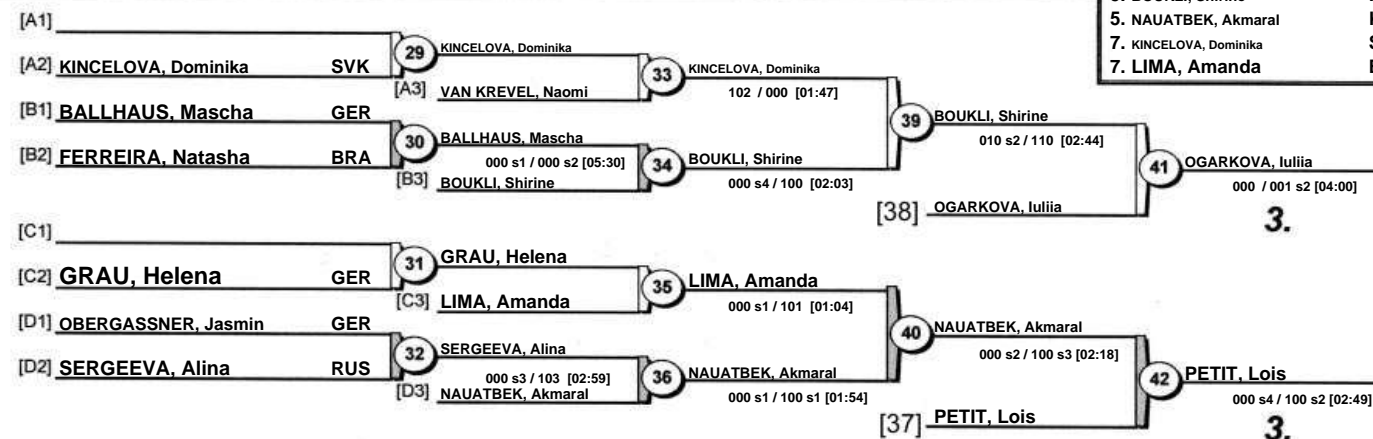 5. NAUATBEK, Akmaral
7. KINCELOVA, Dominika
7. LIMA, Amanda
[A1]
[A2] KINCELOVA, Dominika SVK
29
KINCELOVA, Dominika
[A3] VAN KREVEL, Naomi
33
KINCELOVA, Dominika
102 / 000 [01:47]
[B1] BALLHAUS, Mascha GER
[B2] FERREIRA, Natasha BRA
30
BALLHAUS, Mascha
000 s1 / 000 s2 [05:30]
[B3] BOUKLI, Shirine
34
BOUKLI, Shirine
000 s4 / 100 [02:03]
39
BOUKLI, Shirine
010 s2 / 110 [02:44]
[38] OGARKOVA, Iuliia
41
OGARKOVA, Iuliia
000 / 001 s2 [04:00]
3.
[C1]
[C2] GRAU, Helena GER
31
GRAU, Helena
[C3] LIMA, Amanda
35
LIMA, Amanda
000 s1 / 101 [01:04]
[D1] OBERGASSNER, Jasmin GER
[D2] SERGEEVA, Alina RUS
32
SERGEEVA, Alina
000 s3 / 103 [02:59]
[D3] NAUATBEK, Akmaral
36
NAUATBEK, Akmaral
000 s1 / 100 s1 [01:54]
40
NAUATBEK, Akmaral
000 s2 / 100 s3 [02:18]
[37] PETIT, Lois
42
PETIT, Lois
000 s4 / 100 s2 [02:49]
3.